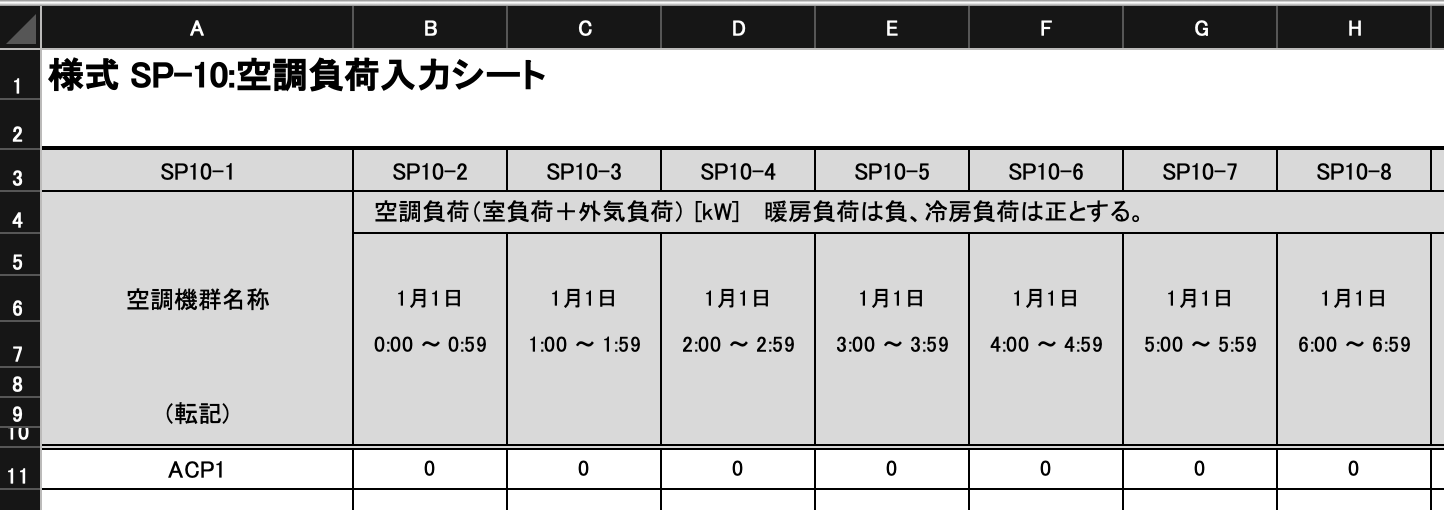 A B C D E F G H
1 様式 SP-10:空調負荷入力シート
2
3 SP10-1 SP10-2 SP10-3 SP10-4 SP10-5 SP10-6 SP10-7 SP10-8
4 空調負荷(室負荷+外気負荷) [kW] 暖房負荷は負、冷房負荷は正とする。
5
6 空調機群名称 1月1日 1月1日 1月1日 1月1日 1月1日 1月1日 1月1日
7 0:00 ～ 0:59 1:00 ～ 1:59 2:00 ～ 2:59 3:00 ～ 3:59 4:00 ～ 4:59 5:00 ～ 5:59 6:00 ～ 6:59
8
9 (転記)
10
11 ACP1 0 0 0 0 0 0 0